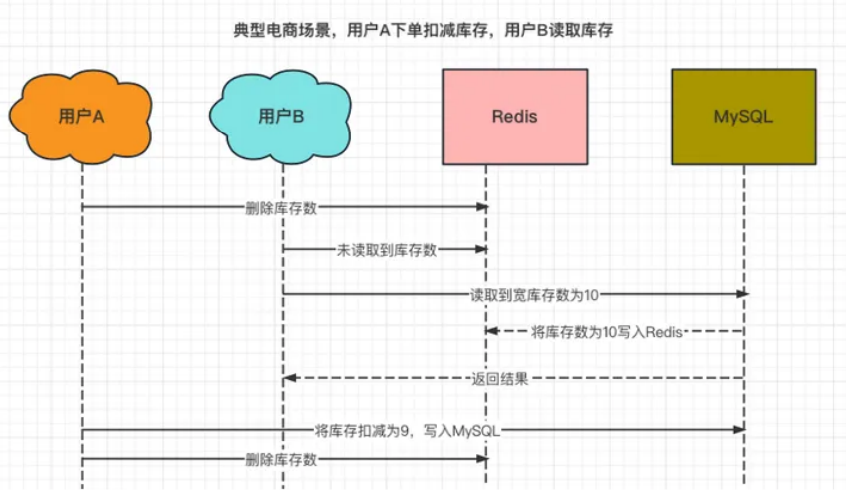 典型电商场景，用户A下单扣减库存，用户B读取库存
用户A
用户B
Redis
MySQL
删除库存数
未读取到库存数
读取到宽库存数为10
将库存数为10写入Redis
返回结果
将库存扣减为9，写入MySQL
删除库存数